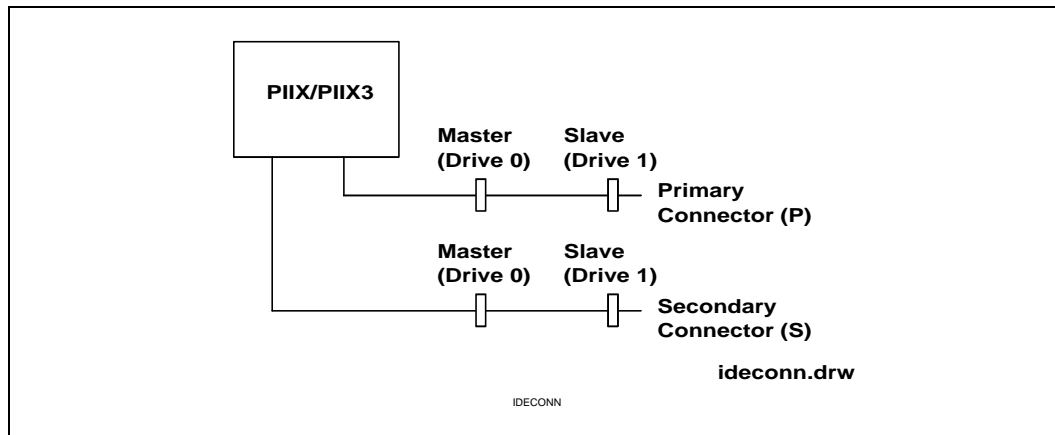 PIIX/PIIX3
Master
(Drive 0)
Slave
(Drive 1)
Primary
Connector (P)
Master
(Drive 0)
Slave
(Drive 1)
Secondary
Connector (S)
ideconn.drw
IDECONN